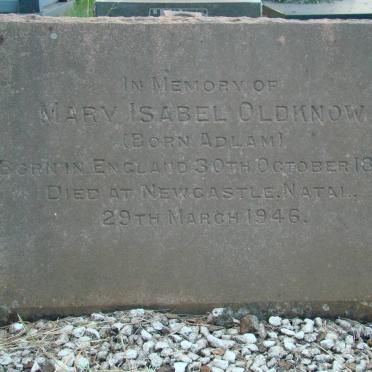 In Memory of
Mary Isabel Oldknow
(Born Adlam)
Born in England 30th October 18
Died at Newcastle, Natal,
29th March 1946.